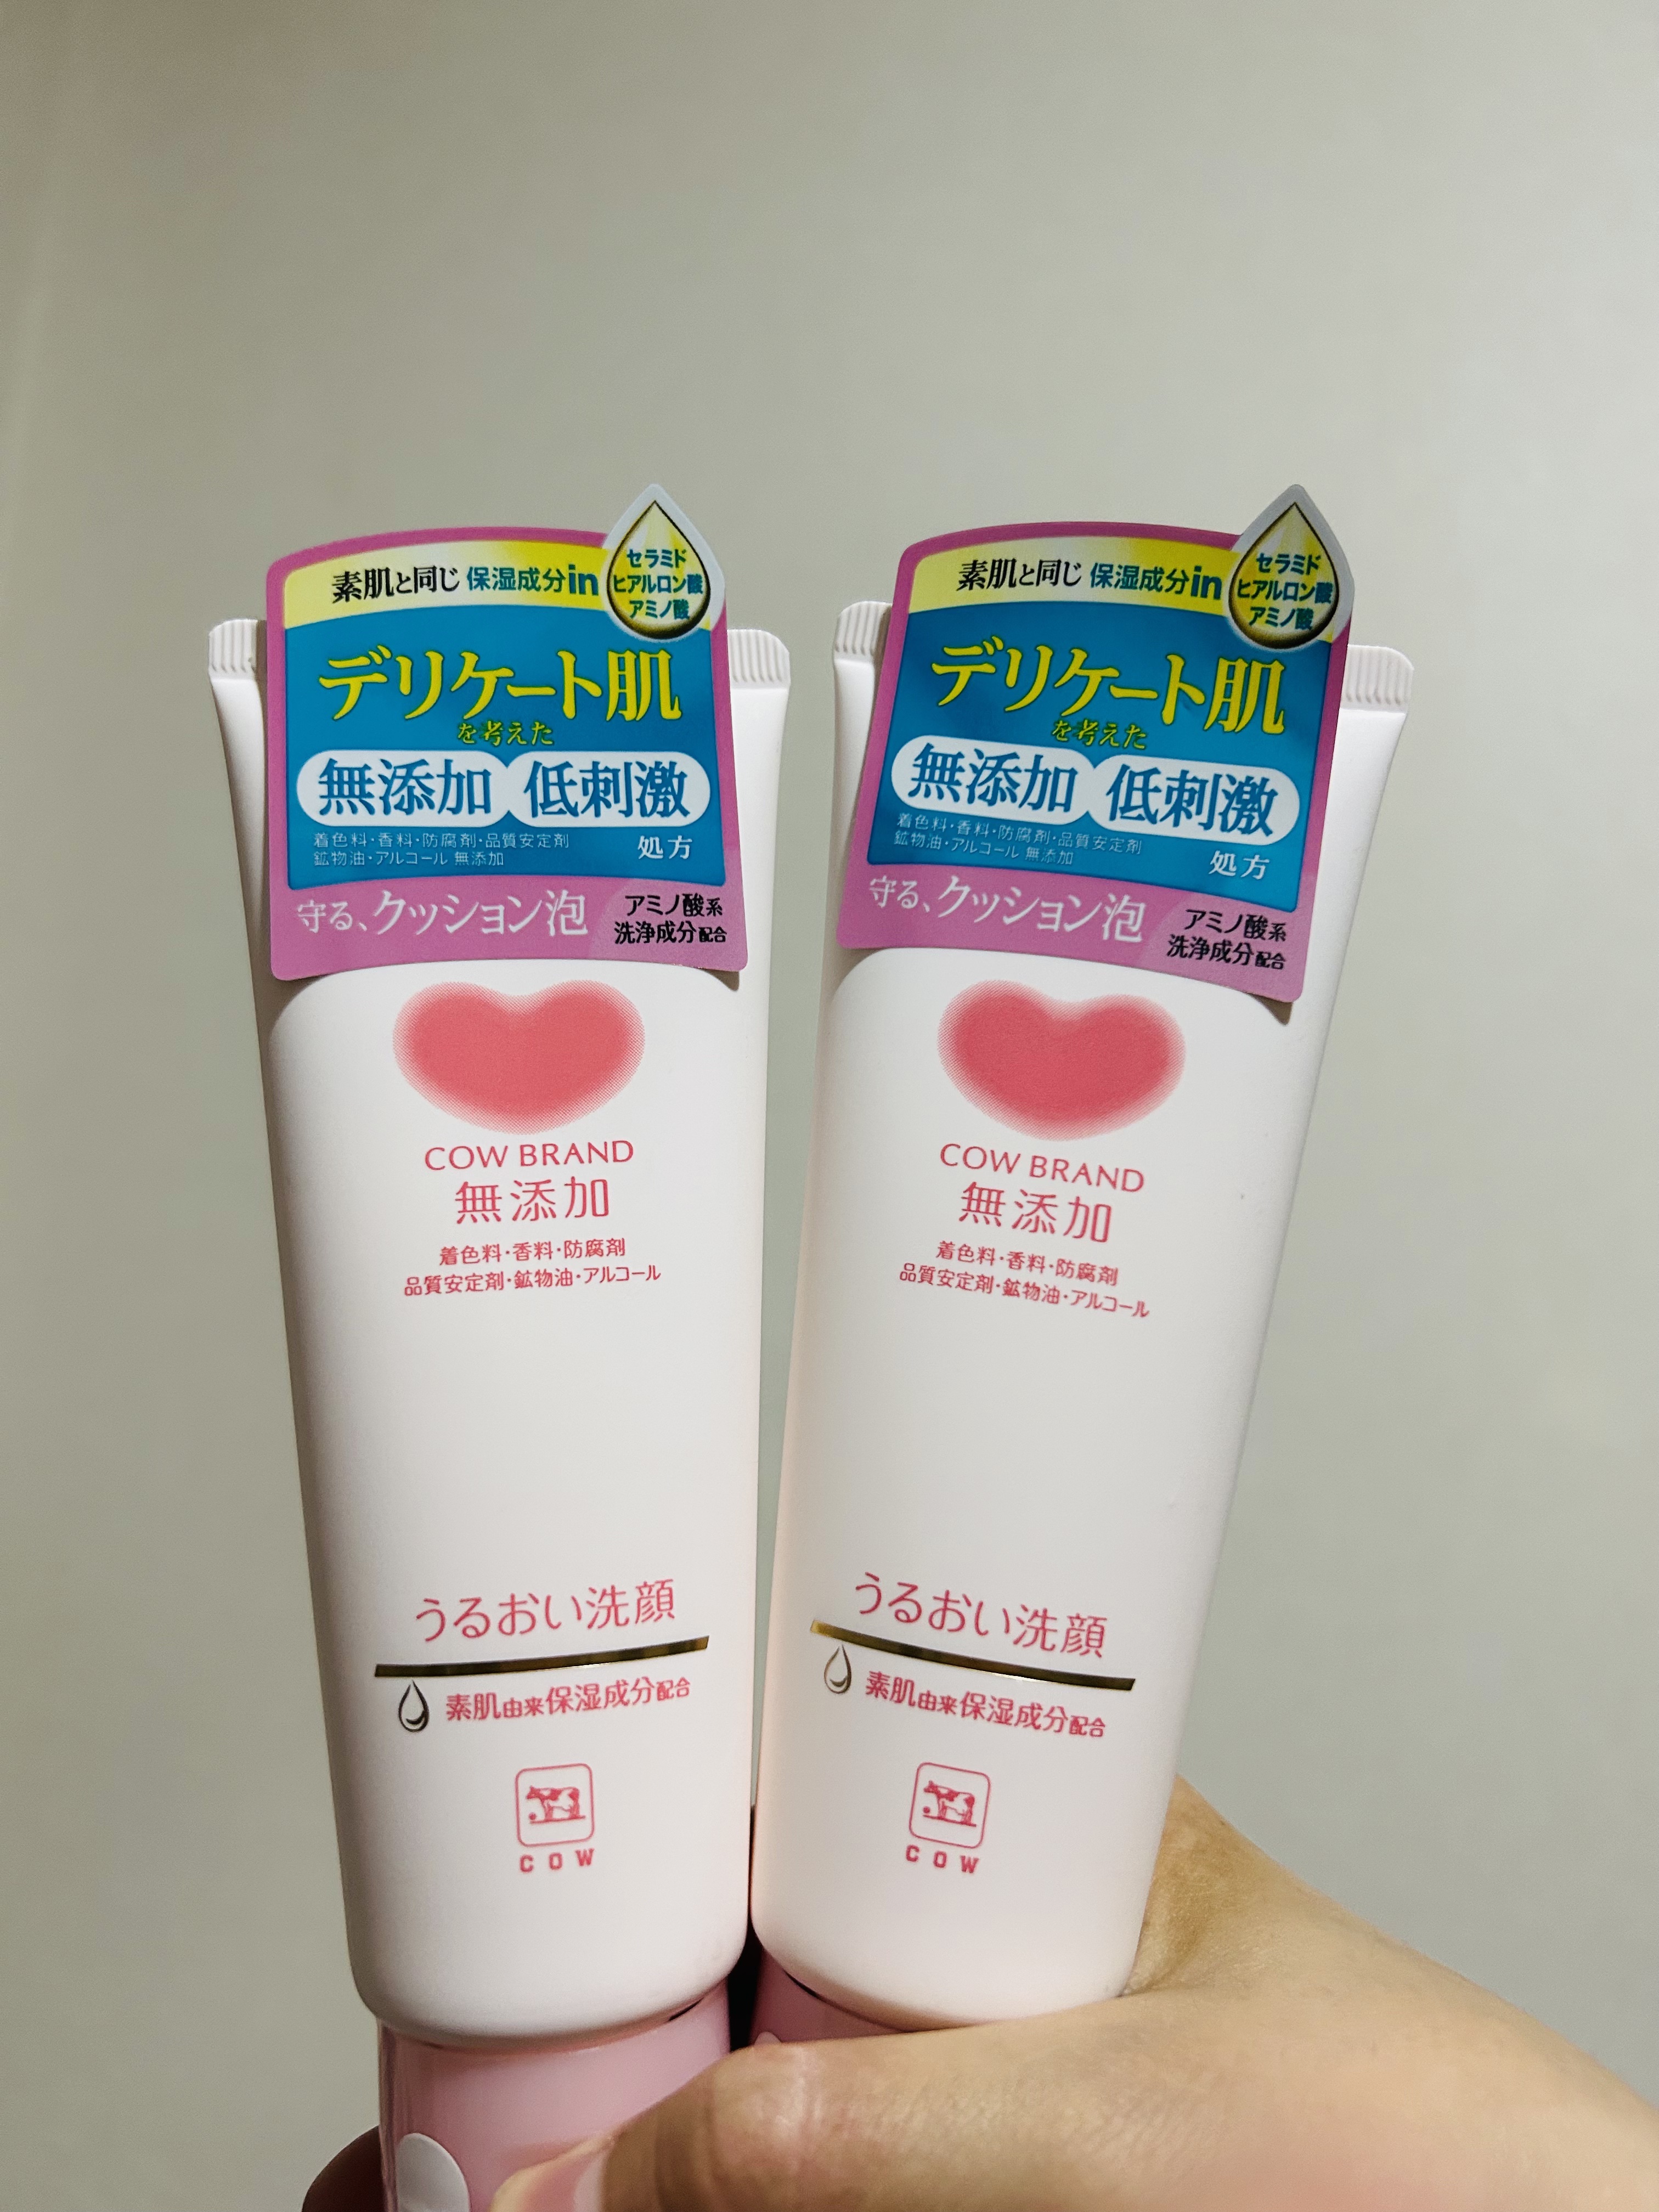 素肌と同じ 保湿成分in
セラミド
ヒアルロン酸
アミノ酸
デリケート肌
を考えた
無添加 低刺激
着色料・香料・防腐剤・品質安定剤
鉱物油・アルコール 無添加
処方
守る、クッション泡
アミノ酸系
洗浄成分配合
COW BRAND
無添加
着色料・香料・防腐剤
品質安定剤・鉱物油・アルコール
うるおい洗顔
素肌由来保湿成分配合
COW
素肌と同じ 保湿成分in
セラミド
ヒアルロン酸
アミノ酸
デリケート肌
を考えた
無添加 低刺激
着色料・香料・防腐剤・品質安定剤
鉱物油・アルコール 無添加
処方
守る、クッション泡
アミノ酸系
洗浄成分配合
COW BRAND
無添加
着色料・香料・防腐剤
品質安定剤・鉱物油・アルコール
うるおい洗顔
素肌由来保湿成分配合
COW